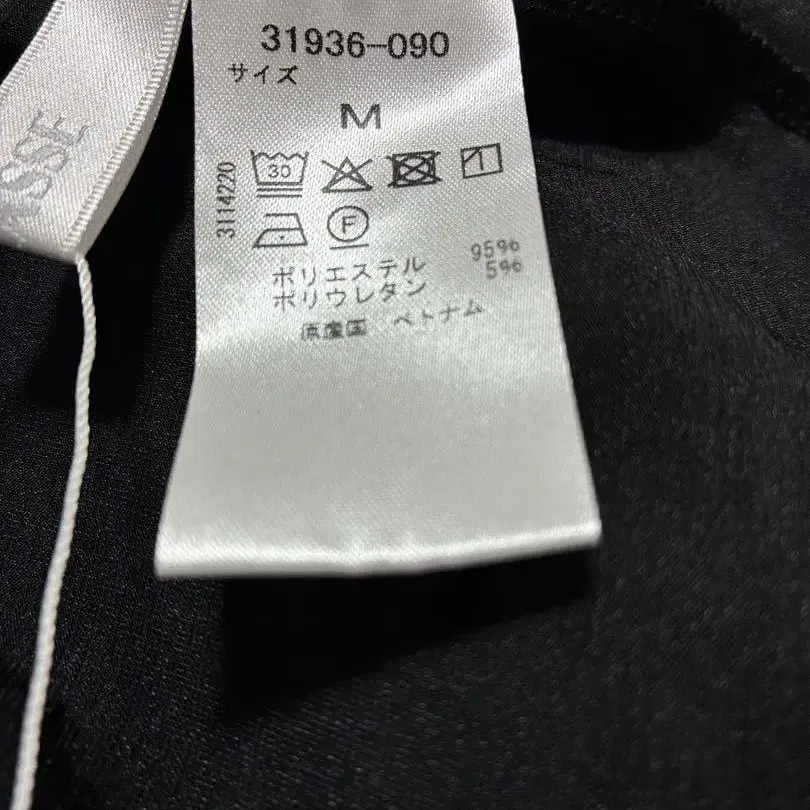 31936-090
サイズ
M
3114220
30
F
ポリエステル 95%
ポリウレタン 5%
原産国 ベトナム